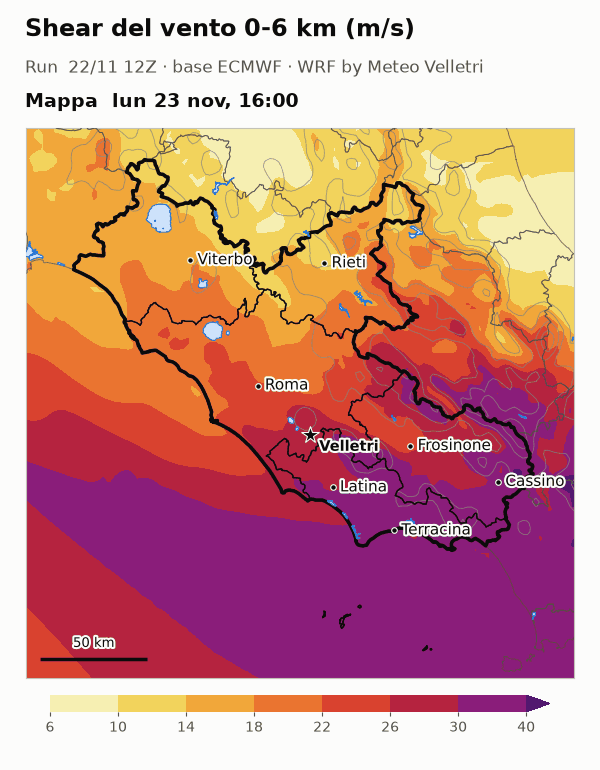 Shear del vento 0-6 km (m/s)
Run  22/11 12Z · base ECMWF · WRF by Meteo Velletri
Mappa  lun 23 nov, 16:00
Viterbo
Rieti
Roma
Velletri
Frosinone
Latina
Cassino
Terracina
50 km
6 10 14 18 22 26 30 40